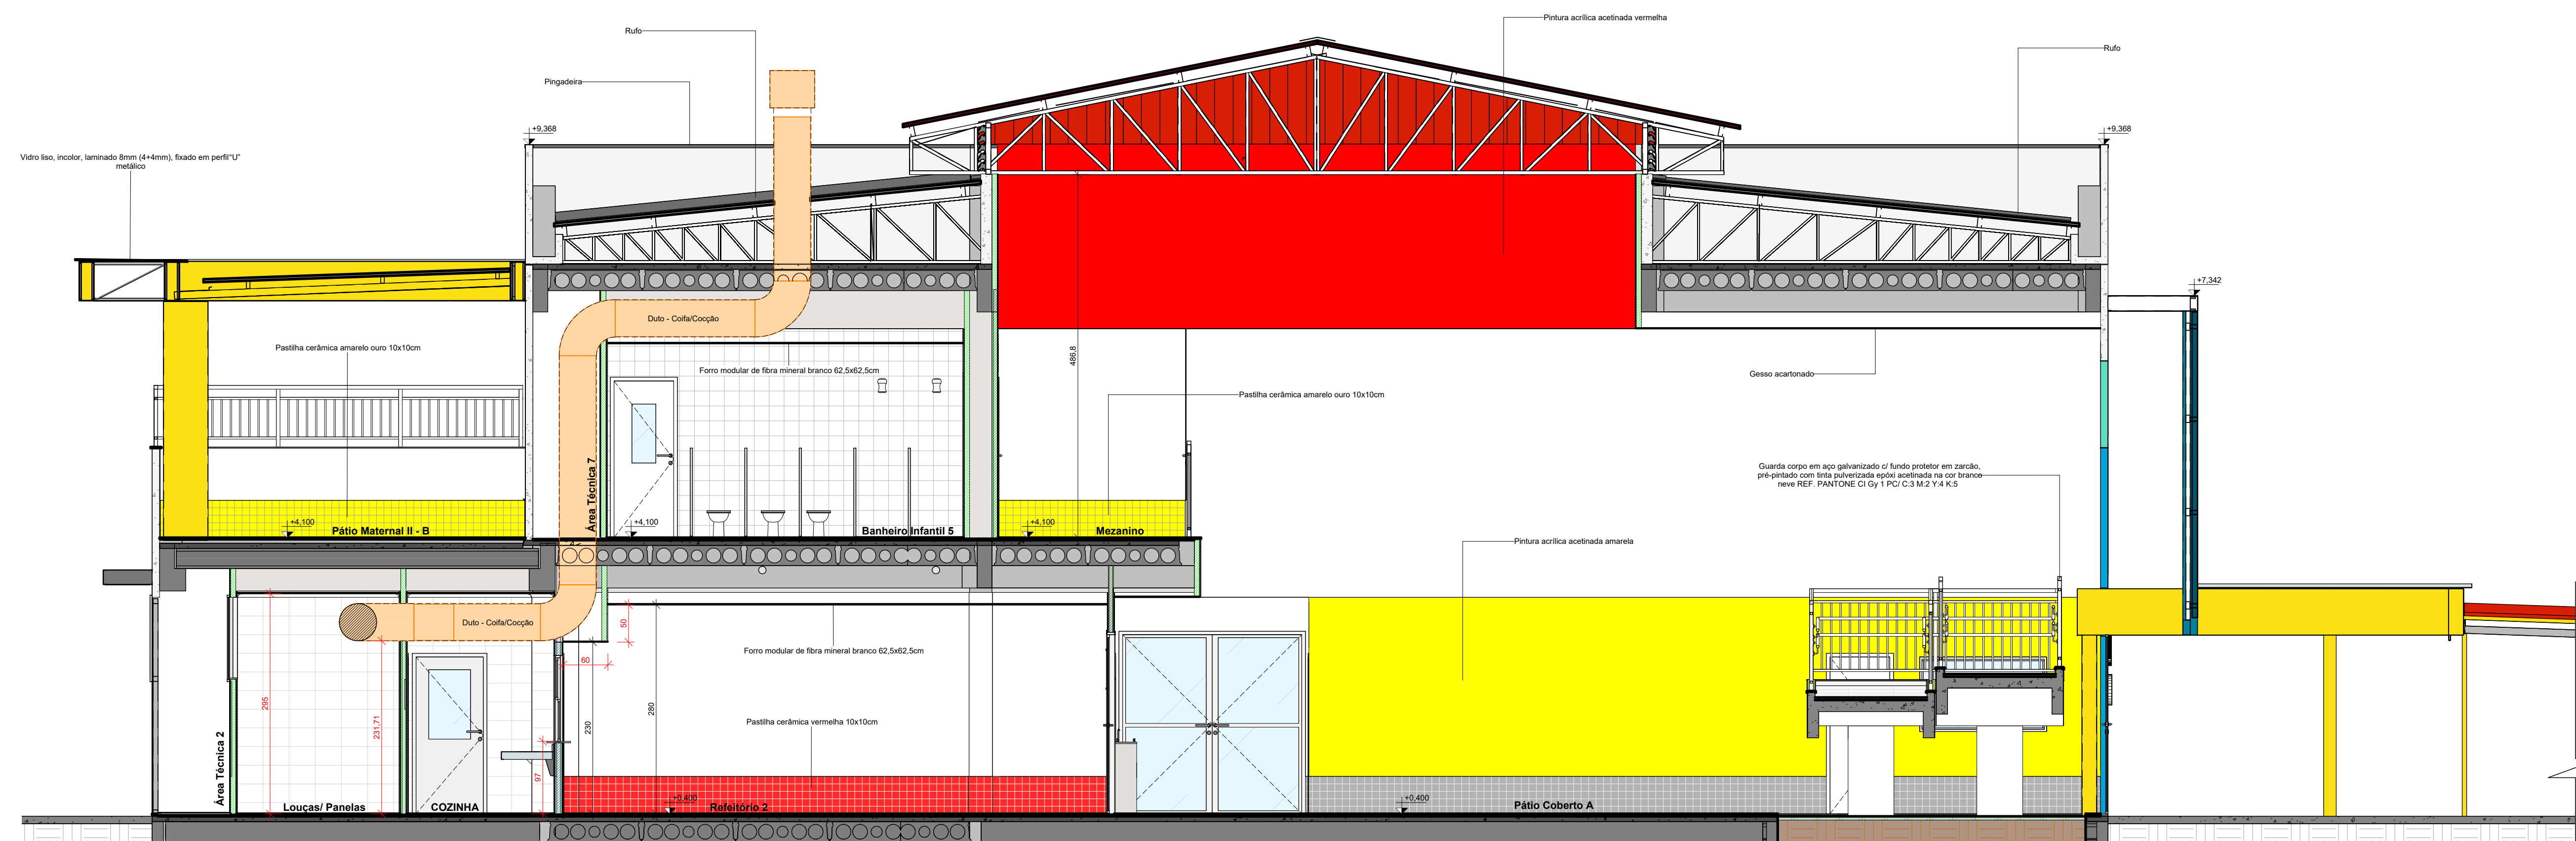 Pintura acrílica acetinada vermelha
Rufo
Rufo
Pingadeira
+9,368
+9,368
Vidro liso, incolor, laminado 8mm (4+4mm), fixado em perfil"U"
metálico
+7,342
Duto - Coifa/Cocção
Pastilha cerâmica amarelo ouro 10x10cm
486,8
Forro modular de fibra mineral branco 62,5x62,5cm
Gesso acartonado
Pastilha cerâmica amarelo ouro 10x10cm
Guarda corpo em aço galvanizado c/ fundo protetor em zarcão,
pré-pintado com tinta pulverizada epóxi acetinada na cor branco
neve REF. PANTONE CI Gy 1 PC/ C:3 M:2 Y:4 K:5
Área Técnica 7
+4,100
+4,100
+4,100
Pátio Maternal II - B
Banheiro Infantil 5
Mezanino
Pintura acrílica acetinada amarela
Duto - Coifa/Cocção
50
Forro modular de fibra mineral branco 62,5x62,5cm
60
295
231,71
280
230
Pastilha cerâmica vermelha 10x10cm
Área Técnica 2
97
+0,400
+0,400
Louças/ Panelas
COZINHA
Refeitório 2
Pátio Coberto A